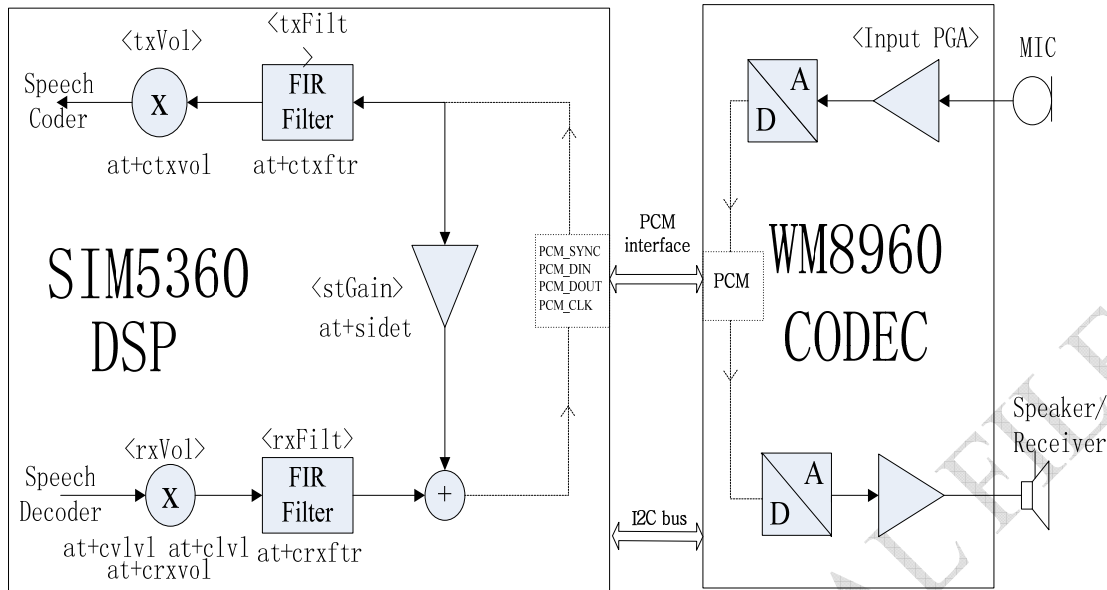 <txVol>
<txFilt
>
Speech
Coder
X
FIR
Filter
at+ctxvol
at+ctxftr
SIM5360
DSP
<stGain>
at+sidet
PCM_SYNC
PCM_DIN
PCM_DOUT
PCM_CLK
<rxVol>
<rxFilt>
Speech
Decoder
X
FIR
Filter
+
at+cvlvl at+clvl
at+crxvol
at+crxftr
PCM
interface
I2C bus
<Input PGA>
MIC
A
D
PCM
WM8960
CODEC
Speaker/
Receiver
A
D
AL FILE